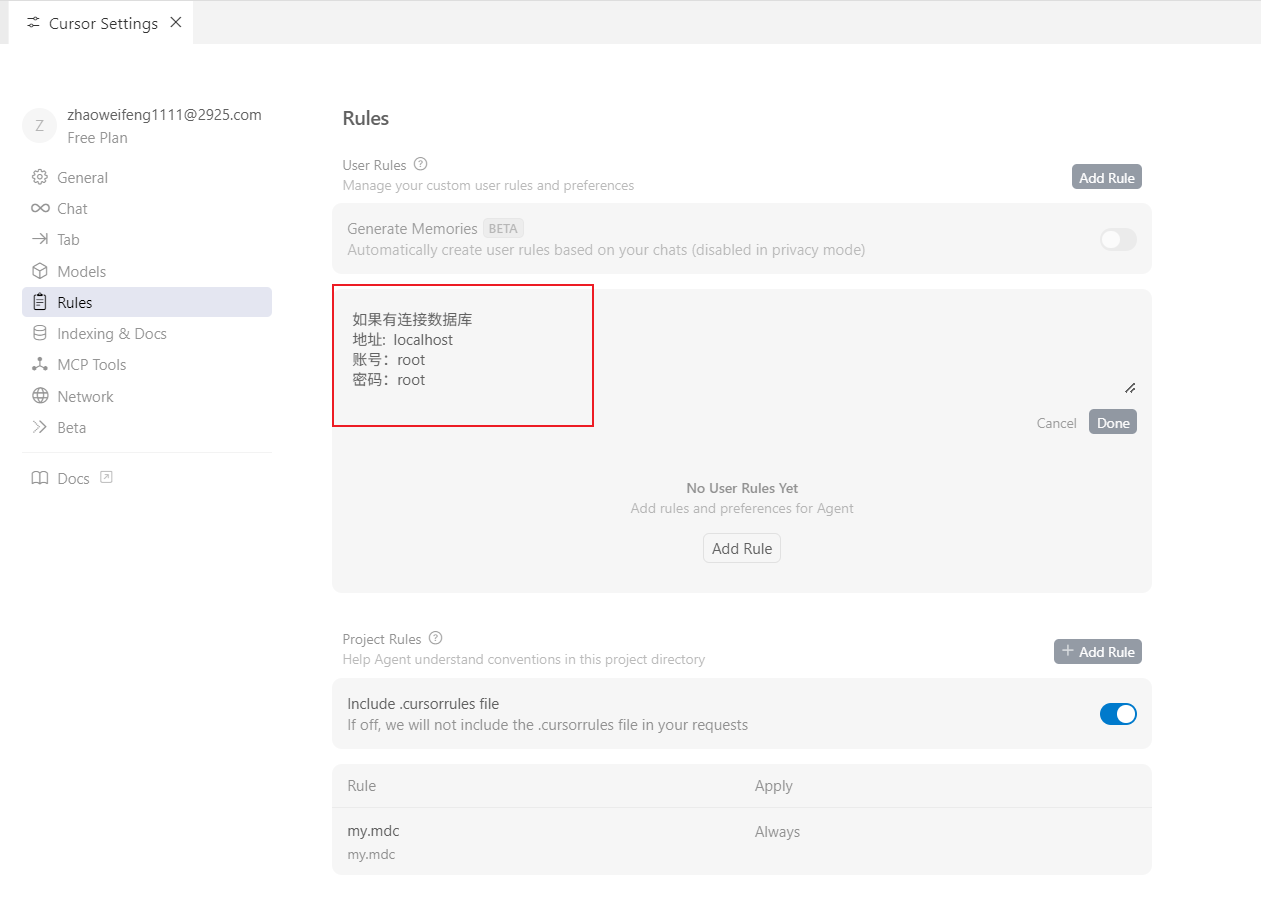 Cursor Settings
Z
zhaoweifeng1111@2925.com
Free Plan
General
Chat
Tab
Models
Rules
Indexing & Docs
MCP Tools
Network
Beta
Docs
Rules
User Rules
Manage your custom user rules and preferences
Add Rule
Generate Memories BETA
Automatically create user rules based on your chats (disabled in privacy mode)
如果有连接数据库
地址: localhost
账号：root
密码：root
Cancel Done
No User Rules Yet
Add rules and preferences for Agent
Add Rule
Project Rules
Help Agent understand conventions in this project directory
Add Rule
Include .cursorrules file
If off, we will not include the .cursorrules file in your requests
Rule Apply
my.mdc Always
my.mdc